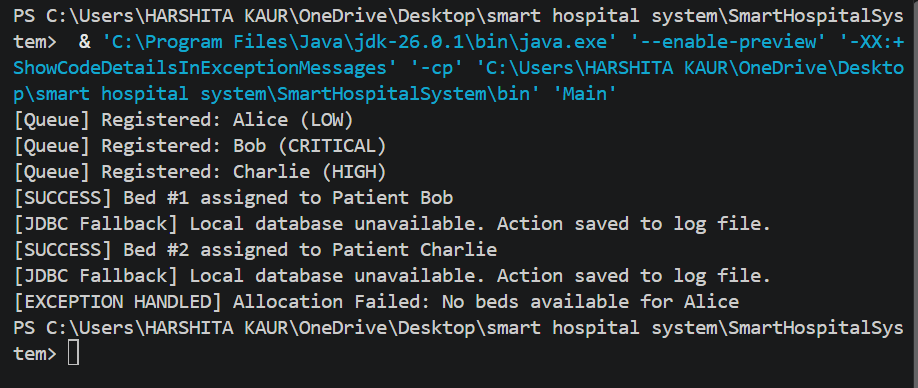 PS C:\Users\HARSHITA KAUR\OneDrive\Desktop\smart hospital system\SmartHospitalSys
tem>  & 'C:\Program Files\Java\jdk-26.0.1\bin\java.exe' '--enable-preview' '-XX:+
ShowCodeDetailsInExceptionMessages' '-cp' 'C:\Users\HARSHITA KAUR\OneDrive\Deskto
p\smart hospital system\SmartHospitalSystem\bin' 'Main'
[Queue] Registered: Alice (LOW)
[Queue] Registered: Bob (CRITICAL)
[Queue] Registered: Charlie (HIGH)
[SUCCESS] Bed #1 assigned to Patient Bob
[JDBC Fallback] Local database unavailable. Action saved to log file.
[SUCCESS] Bed #2 assigned to Patient Charlie
[JDBC Fallback] Local database unavailable. Action saved to log file.
[EXCEPTION HANDLED] Allocation Failed: No beds available for Alice
PS C:\Users\HARSHITA KAUR\OneDrive\Desktop\smart hospital system\SmartHospitalSys
tem>